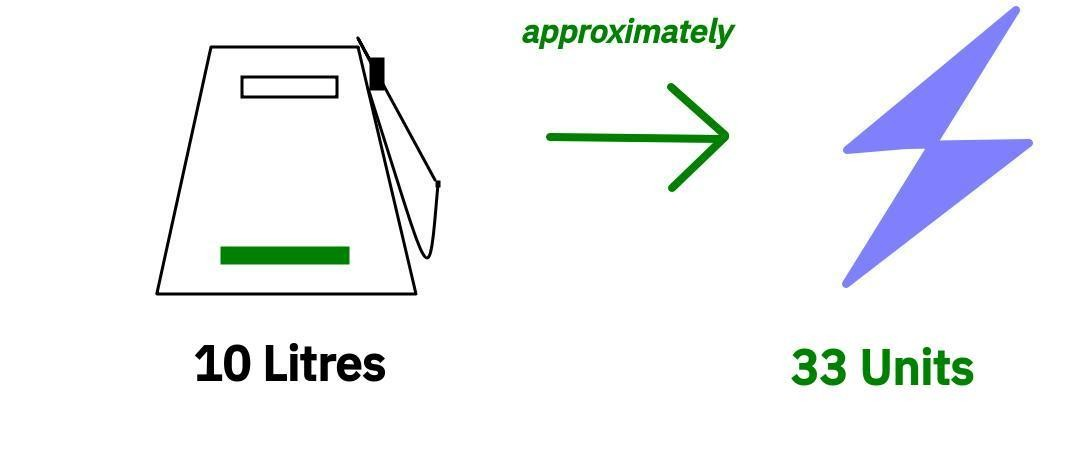 approximately
10 Litres
33 Units